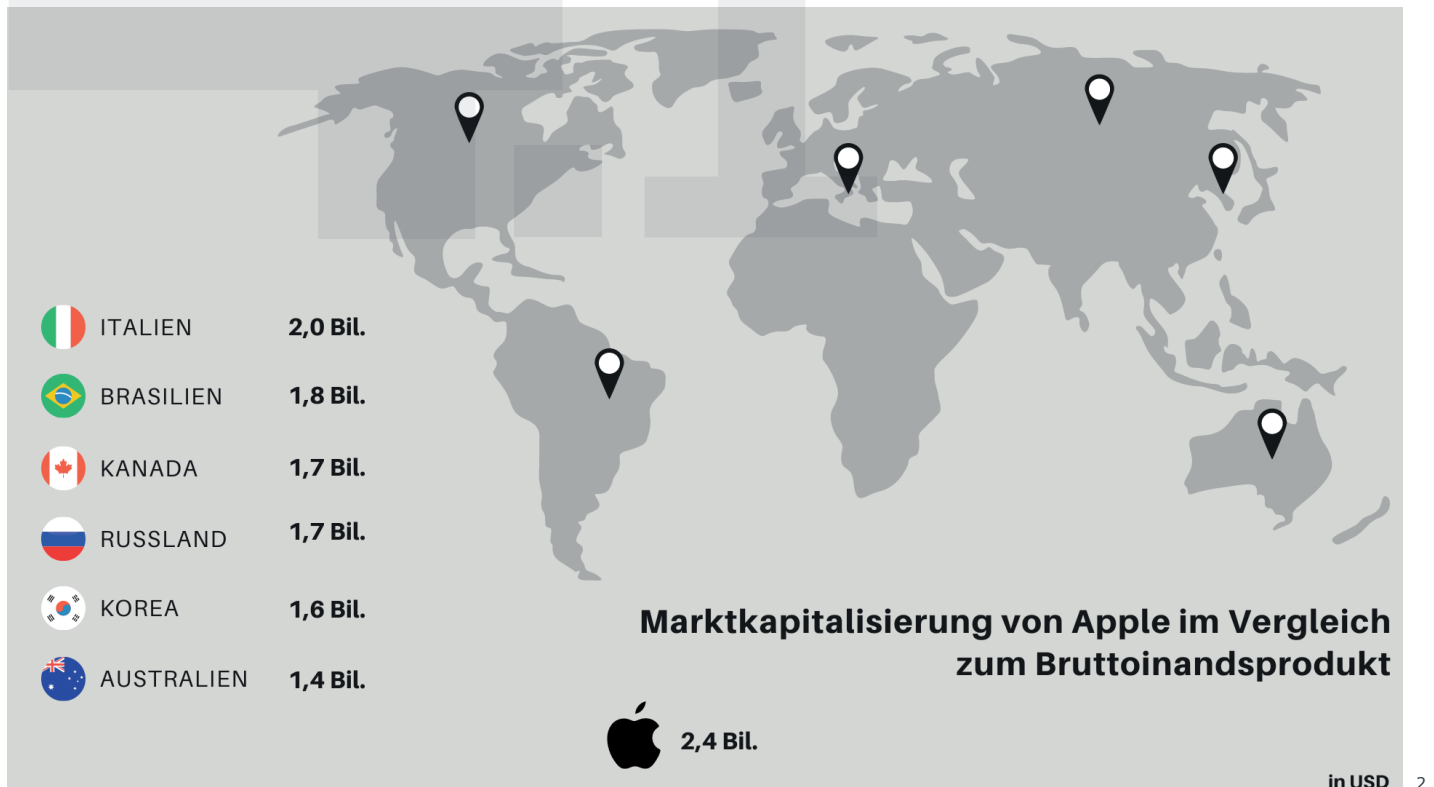 ITALIEN 2,0 Bil.
BRASILIEN 1,8 Bil.
KANADA 1,7 Bil.
RUSSLAND 1,7 Bil.
KOREA 1,6 Bil.
AUSTRALIEN 1,4 Bil.
Marktkapitalisierung von Apple im Vergleich
zum Bruttoinandsprodukt
2,4 Bil.
in USD
2